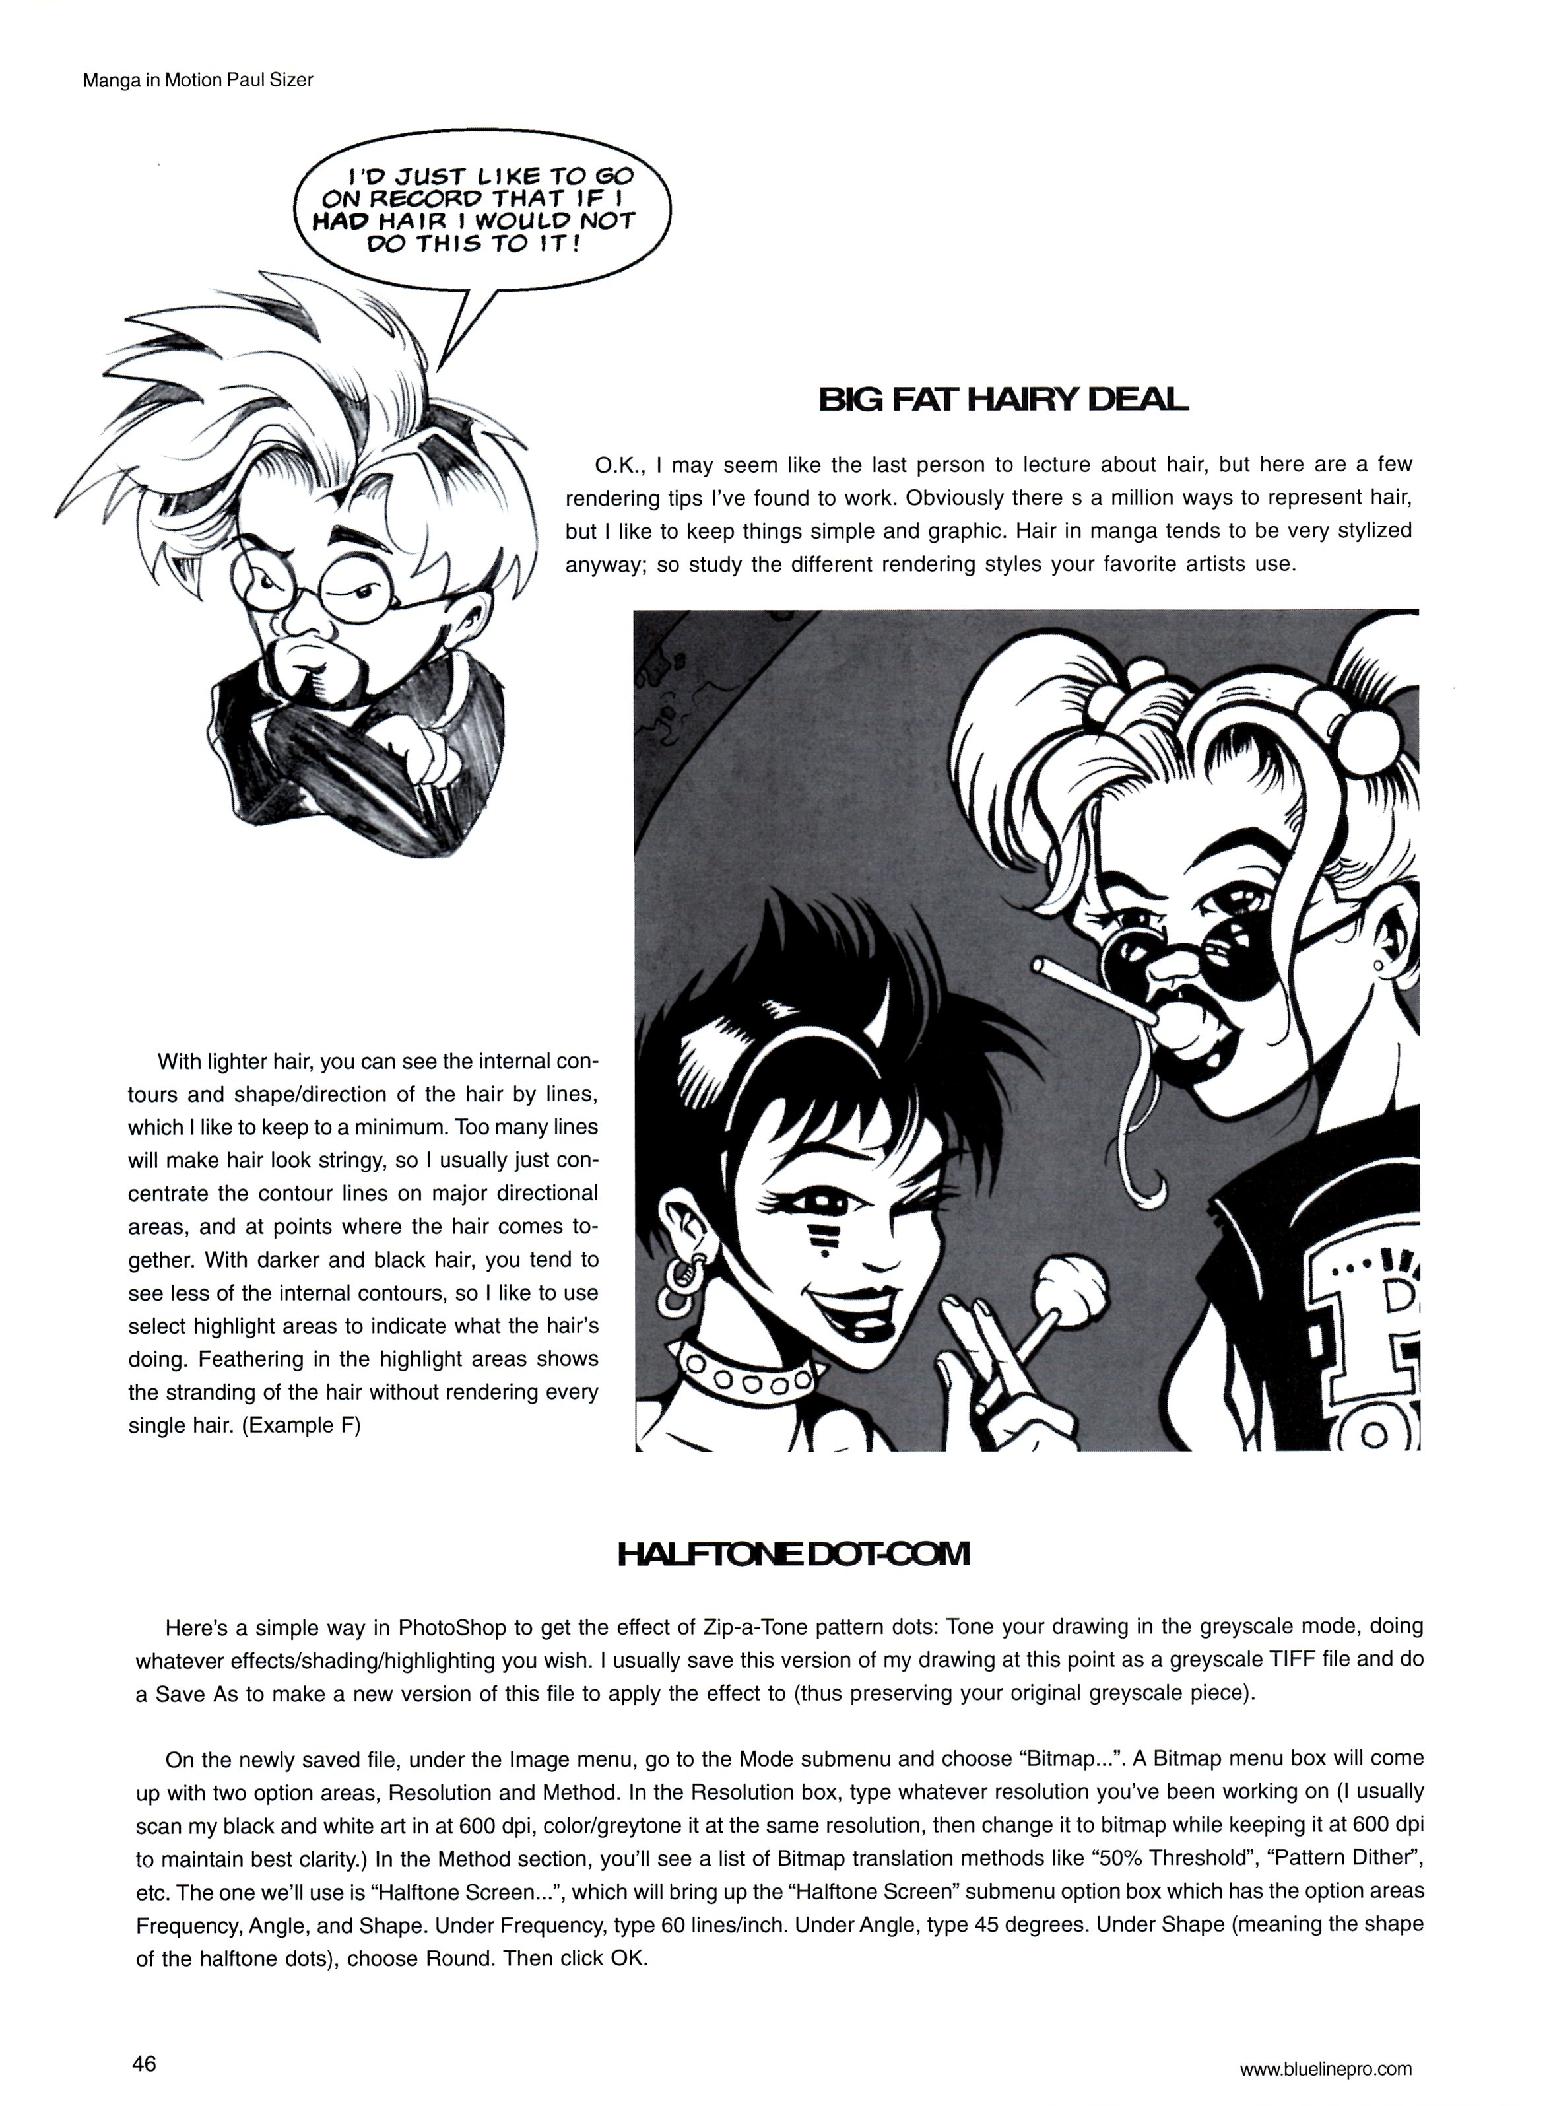 Manga in Motion Paul Sizer
I'D JUST LIKE TO GO
ON RECORD THAT IF I
HAD HAIR I WOULD NOT
DO THIS TO IT!
BIG FAT HAIRY DEAL
O.K., I may seem like the last person to lecture about hair, but here are a few
rendering tips I've found to work. Obviously there s a million ways to represent hair,
but I like to keep things simple and graphic. Hair in manga tends to be very stylized
anyway; so study the different rendering styles your favorite artists use.
With lighter hair, you can see the internal con-
tours and shape/direction of the hair by lines,
which I like to keep to a minimum. Too many lines
will make hair look stringy, so I usually just con-
centrate the contour lines on major directional
areas, and at points where the hair comes to-
gether. With darker and black hair, you tend to
see less of the internal contours, so I like to use
select highlight areas to indicate what the hair's
doing. Feathering in the highlight areas shows
the stranding of the hair without rendering every
single hair. (Example F)
HALFTONE DOT-COM
Here's a simple way in PhotoShop to get the effect of Zip-a-Tone pattern dots: Tone your drawing in the greyscale mode, doing
whatever effects/shading/highlighting you wish. I usually save this version of my drawing at this point as a greyscale TIFF file and do
a Save As to make a new version of this file to apply the effect to (thus preserving your original greyscale piece).
On the newly saved file, under the Image menu, go to the Mode submenu and choose “Bitmap...”. A Bitmap menu box will come
up with two option areas, Resolution and Method. In the Resolution box, type whatever resolution you've been working on (I usually
scan my black and white art in at 600 dpi, color/greytone it at the same resolution, then change it to bitmap while keeping it at 600 dpi
to maintain best clarity.) In the Method section, you'll see a list of Bitmap translation methods like “50% Threshold”, “Pattern Dither”,
etc. The one we'll use is “Halftone Screen...”, which will bring up the “Halftone Screen” submenu option box which has the option areas
Frequency, Angle, and Shape. Under Frequency, type 60 lines/inch. Under Angle, type 45 degrees. Under Shape (meaning the shape
of the halftone dots), choose Round. Then click OK.
46
www.bluelinepro.com